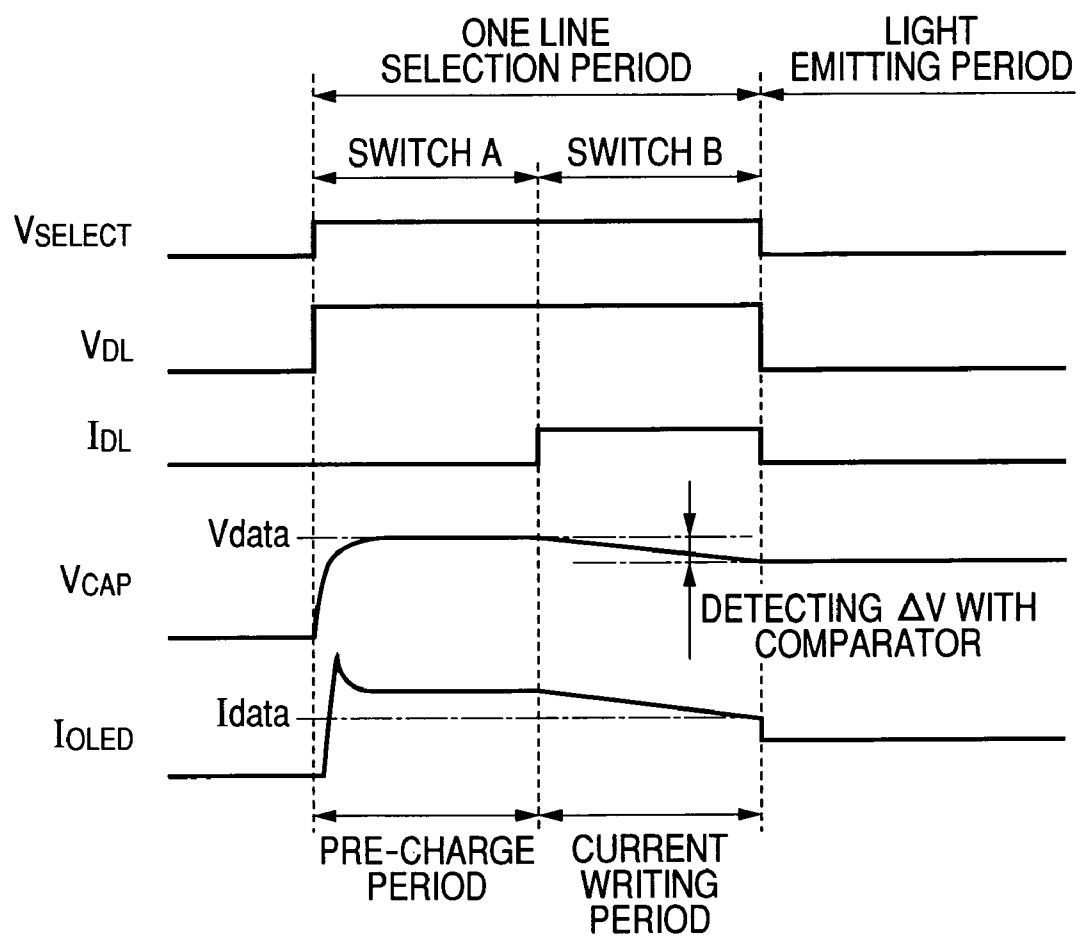 ONE LINE
SELECTION PERIOD
LIGHT
EMITTING PERIOD
SWITCH A
SWITCH B
VSELECT
VDL
IDL
Vdata
VCAP
DETECTING ΔV WITH
COMPARATOR
Idata
IOLED
PRE-CHARGE
PERIOD
CURRENT
WRITING
PERIOD